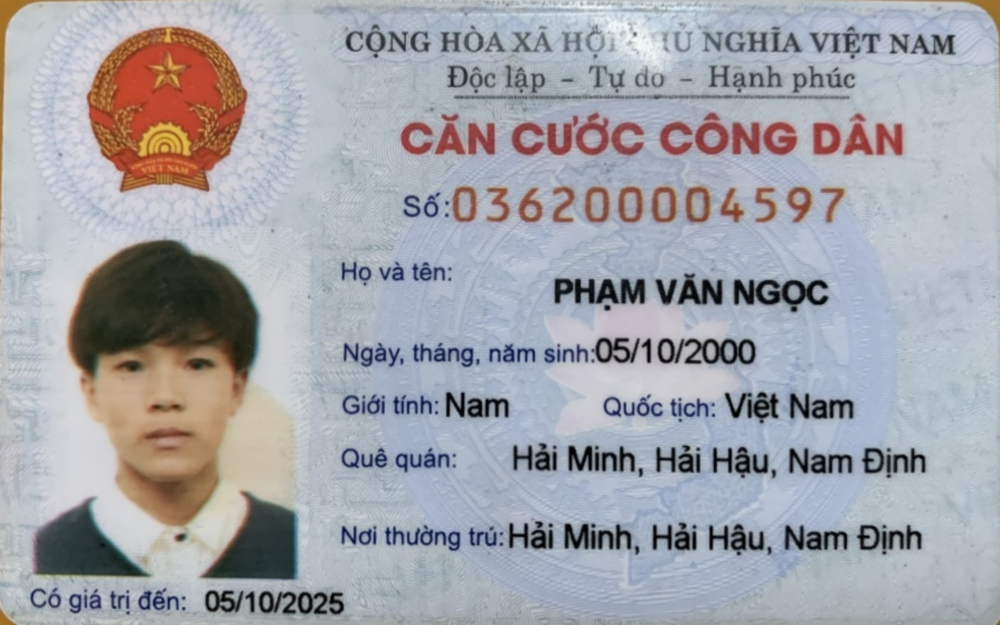 CỘNG HÒA XÃ HỘI CHỦ NGHĨA VIỆT NAM
Độc lập - Tự do - Hạnh phúc
CĂN CƯỚC CÔNG DÂN
Số: 036200004597
Họ và tên:
PHẠM VĂN NGỌC
Ngày, tháng, năm sinh: 05/10/2000
Giới tính: Nam Quốc tịch: Việt Nam
Quê quán: Hải Minh, Hải Hậu, Nam Định
Nơi thường trú: Hải Minh, Hải Hậu, Nam Định
Có giá trị đến: 05/10/2025
VIỆT NAM